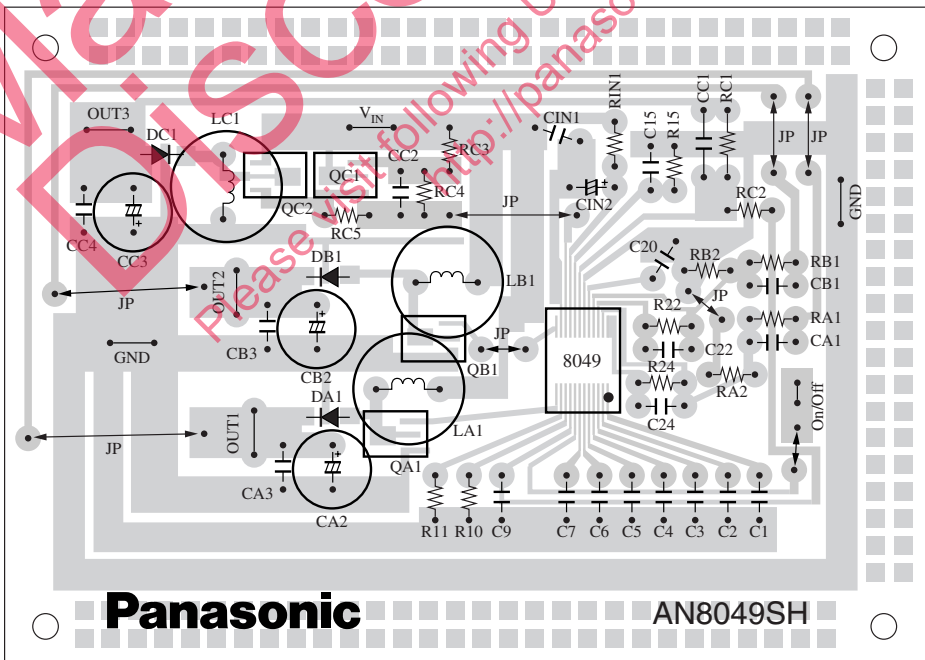 Ma
Disco
Please visit following U
http://panaso
OUT3
DC1
LC1
VIN
CIN1
RIN1
C15
R15
CC1
RC1
JP
JP
RC3
CC2
QC1
QC2
RC4
RC5
CIN2
JP
RC2
GND
CC4
CC3
C20
RB2
RB1
CB1
JP
OUT2
DB1
LB1
JP
R22
RA1
CA1
GND
CB3
CB2
JP
QB1
8049
C22
R24
RA2
C24
On/Off
JP
OUT1
DA1
LA1
QA1
CA3
CA2
R11 R10 C9 C7 C6 C5 C4 C3 C2 C1
Panasonic
AN8049SH